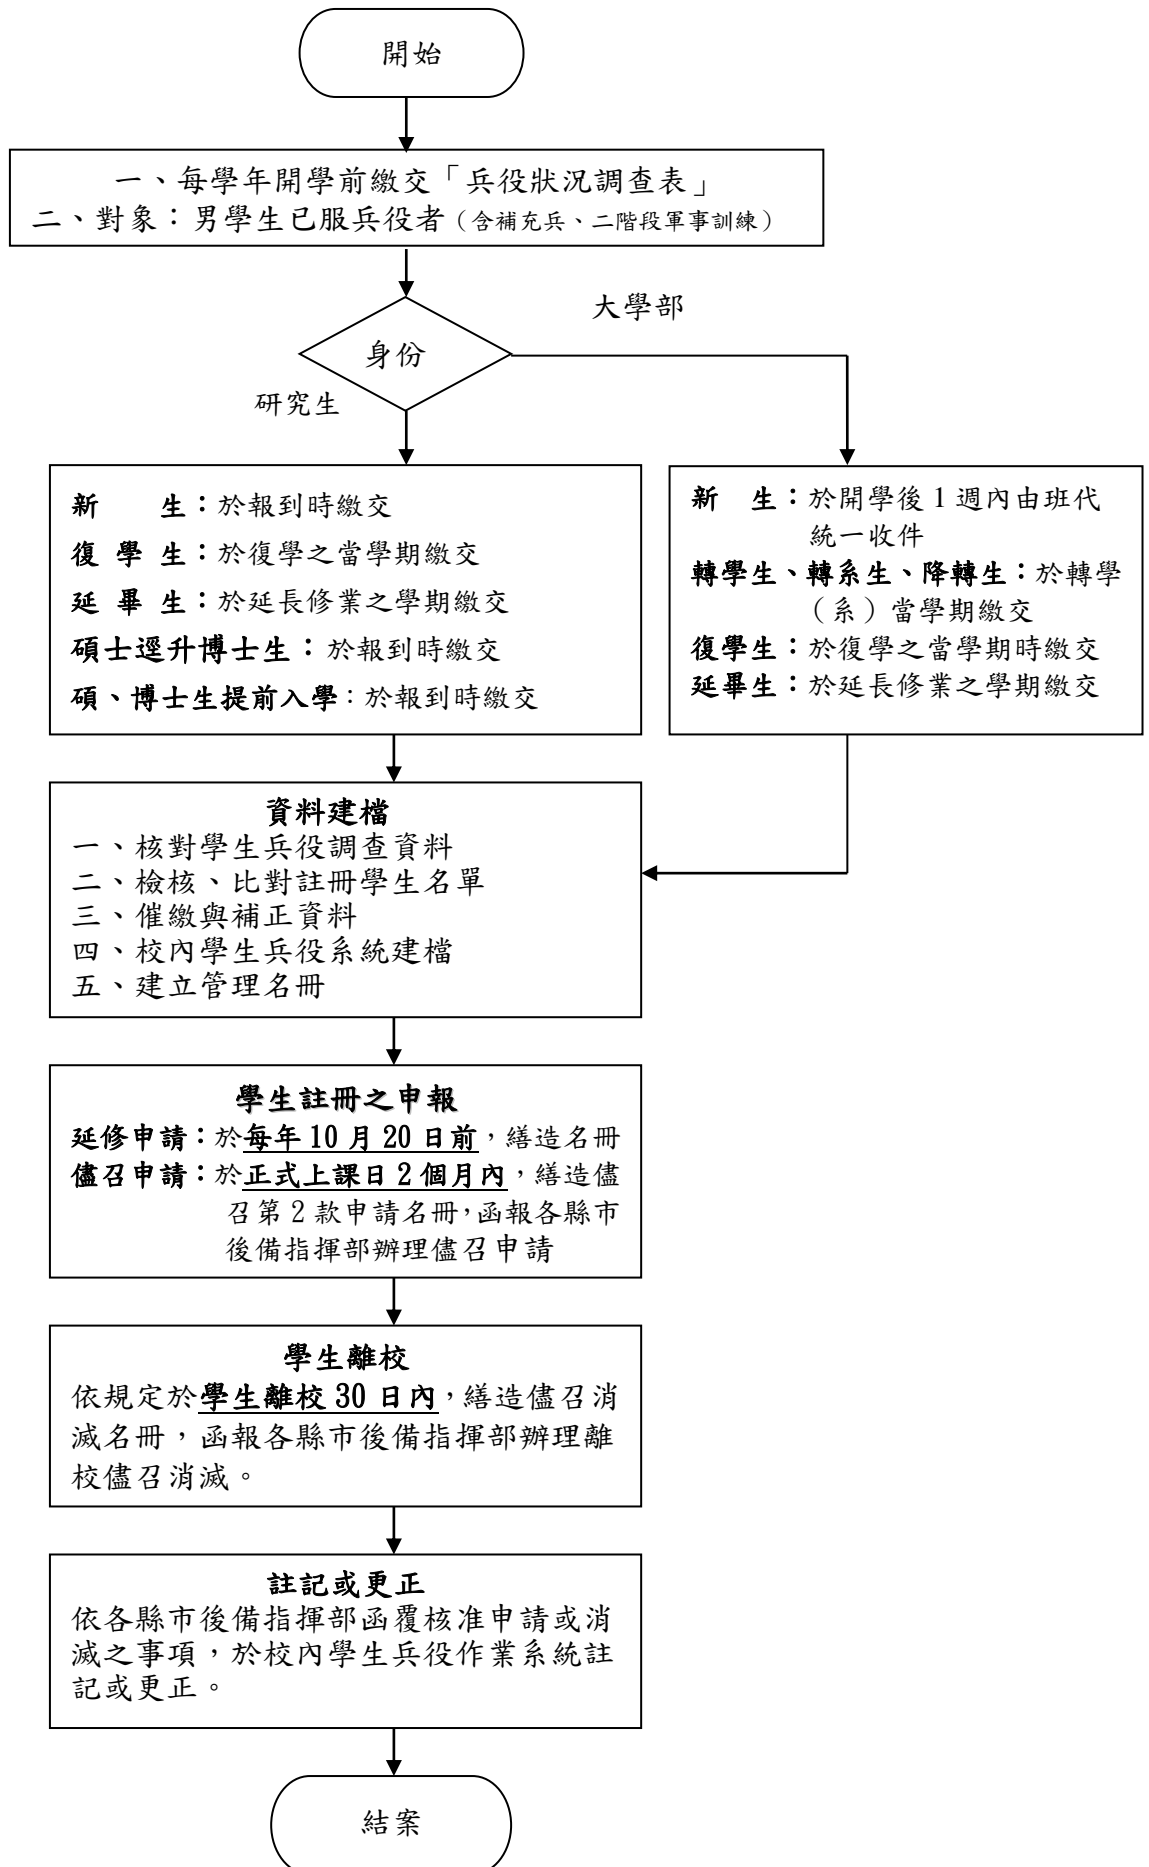 開始
一、每學年開學前繳交「兵役狀況調查表」
二、對象：男學生已服兵役者（含補充兵、二階段軍事訓練）
大學部
身份
研究生
新　　生：於報到時繳交
復 學 生：於復學之當學期繳交
延 畢 生：於延長修業之學期繳交
碩士逕升博士生：於報到時繳交
碩、博士生提前入學：於報到時繳交
新　生：於開學後 1 週內由班代
統一收件
轉學生、轉系生、降轉生：於轉學
（系）當學期繳交
復學生：於復學之當學期時繳交
延畢生：於延長修業之學期繳交
資料建檔
一、核對學生兵役調查資料
二、檢核、比對註冊學生名單
三、催繳與補正資料
四、校內學生兵役系統建檔
五、建立管理名冊
學生註冊之申報
延修申請：於每年 10 月 20 日前，繕造名冊
儘召申請：於正式上課日 2 個月內，繕造儘
召第 2 款申請名冊，函報各縣市
後備指揮部辦理儘召申請
學生離校
依規定於學生離校 30 日內，繕造儘召消
滅名冊，函報各縣市後備指揮部辦理離
校儘召消滅。
註記或更正
依各縣市後備指揮部函覆核准申請或消
滅之事項，於校內學生兵役作業系統註
記或更正。
結案